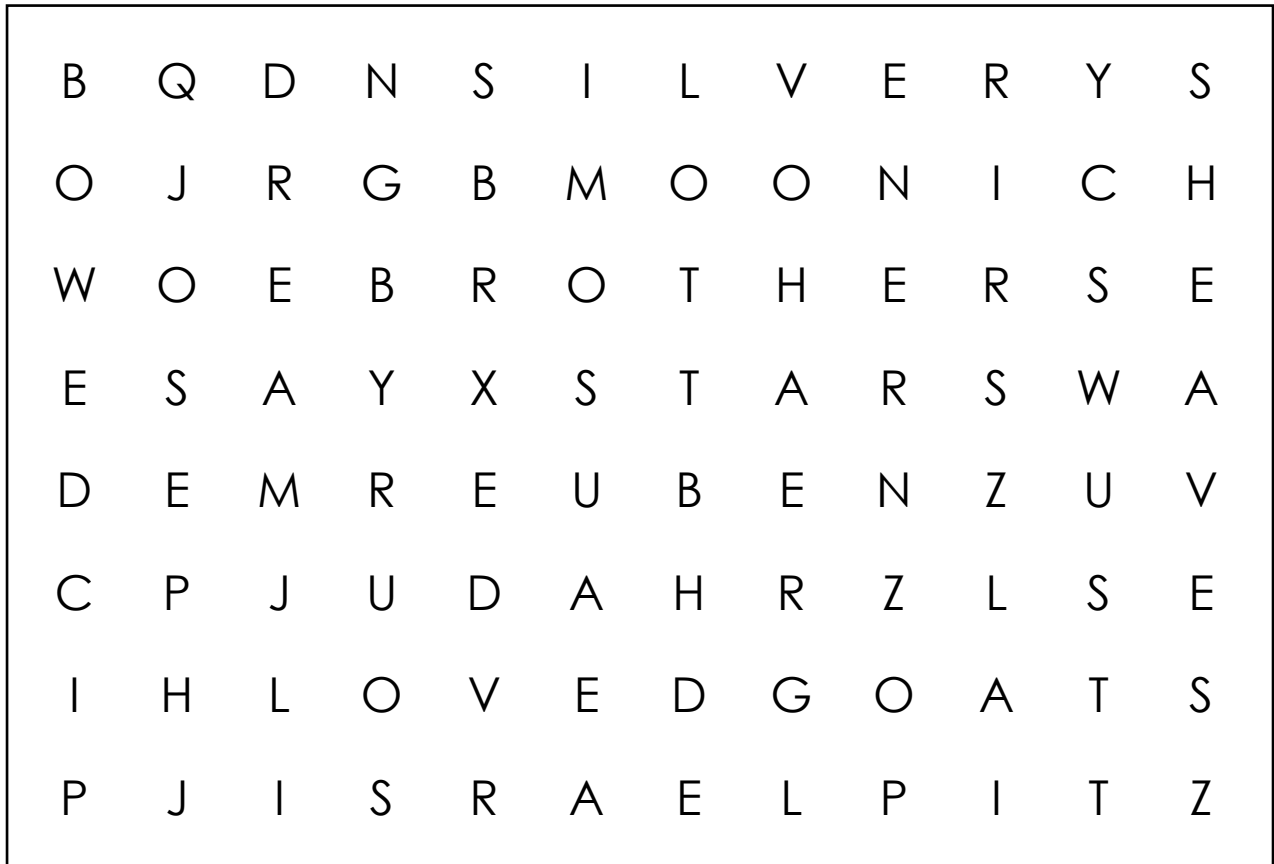 B Q D N S I L V E R Y S
O J R G B M O O N I C H
W O E B R O T H E R S E
E S A Y X S T A R S W A
D E M R E U B E N Z U V
C P J U D A H R Z L S E
I H L O V E D G O A T S
P J I S R A E L P I T Z